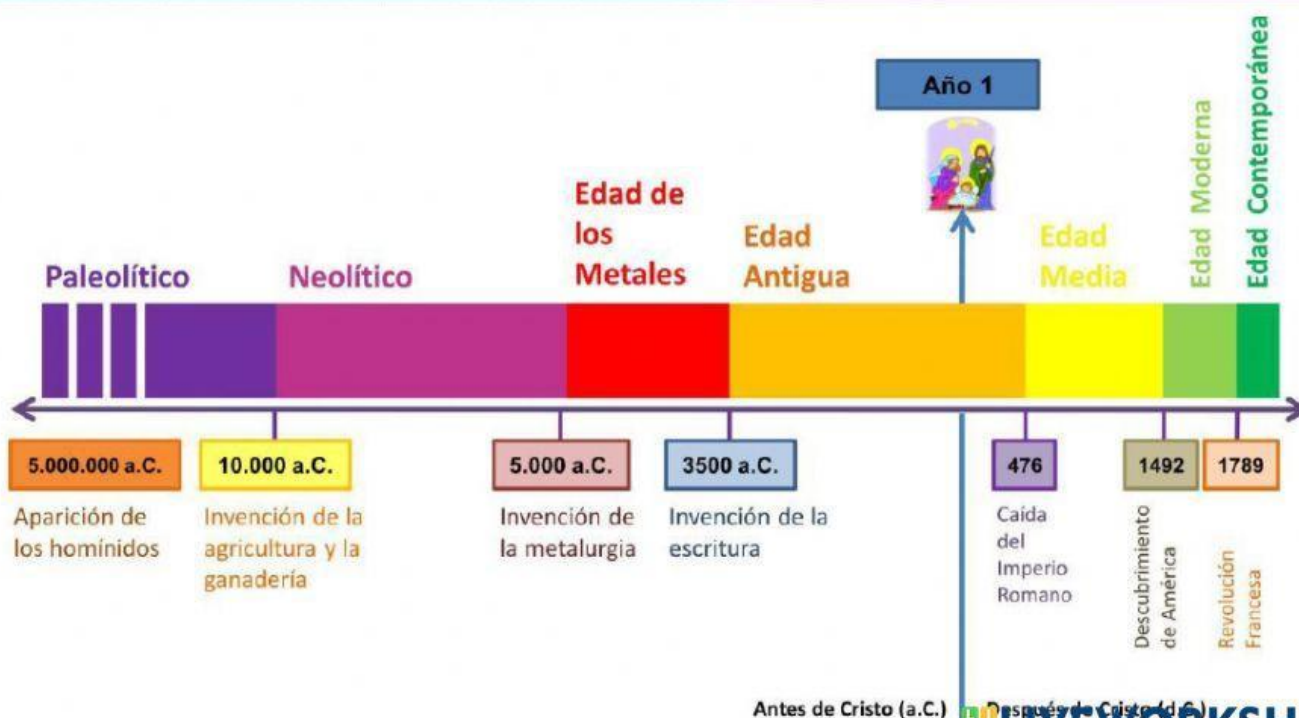 Año 1
Paleolítico
Neolítico
Edad de
los
Metales
Edad
Antigua
Edad
Media
Edad Moderna
Edad Contemporánea
5.000.000 a.C.
Aparición de
los homínidos
10.000 a.C.
Invención de la
agricultura y la
ganadería
5.000 a.C.
Invención de
la metalurgia
3500 a.C.
Invención de la
escritura
476
Caída
del
Imperio
Romano
1492
Descubrimiento
de América
1789
Revolución
Francesa
Antes de Cristo (a.C.)
Después de Cristo (d.C.)